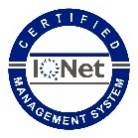 CERTIFIED
IQNet
MANAGEMENT SYSTEM